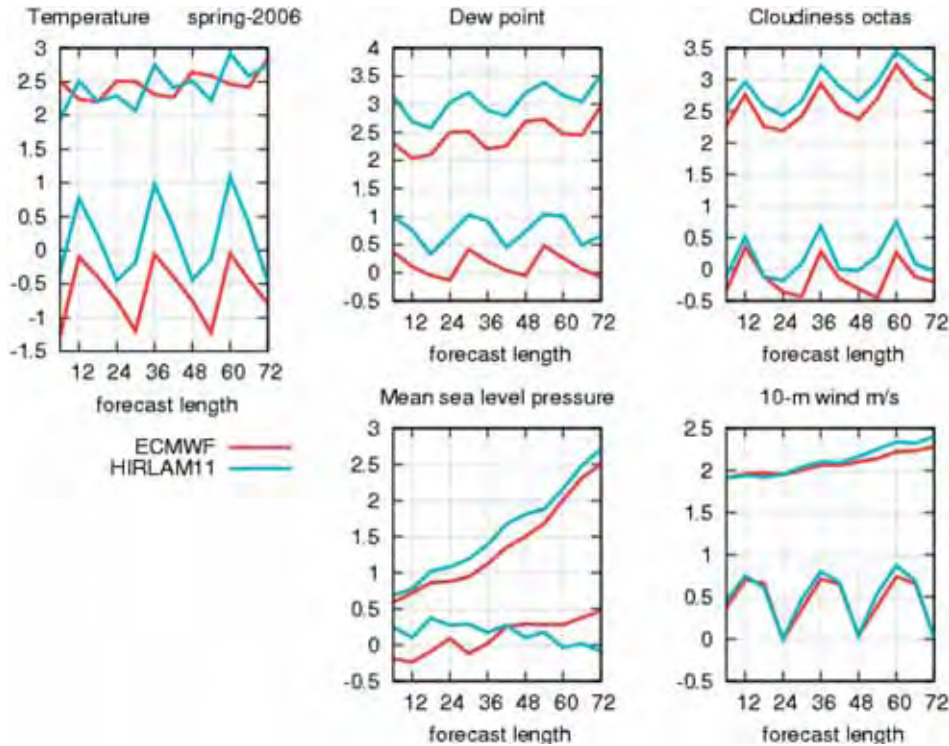 Temperature spring-2006
3
2.5
2
1.5
1
0.5
0
-0.5
-1
-1.5
12 24 36 48 60 72
forecast length
Dew point
4
3.5
3
2.5
2
1.5
1
0.5
0
-0.5
12 24 36 48 60 72
forecast length
Cloudiness octas
3.5
3
2.5
2
1.5
1
0.5
0
-0.5
12 24 36 48 60 72
forecast length
ECMWF
HIRLAM11
Mean sea level pressure
3
2.5
2
1.5
1
0.5
0
-0.5
12 24 36 48 60 72
forecast length
10-m wind m/s
2.5
2
1.5
1
0.5
0
-0.5
12 24 36 48 60 72
forecast length